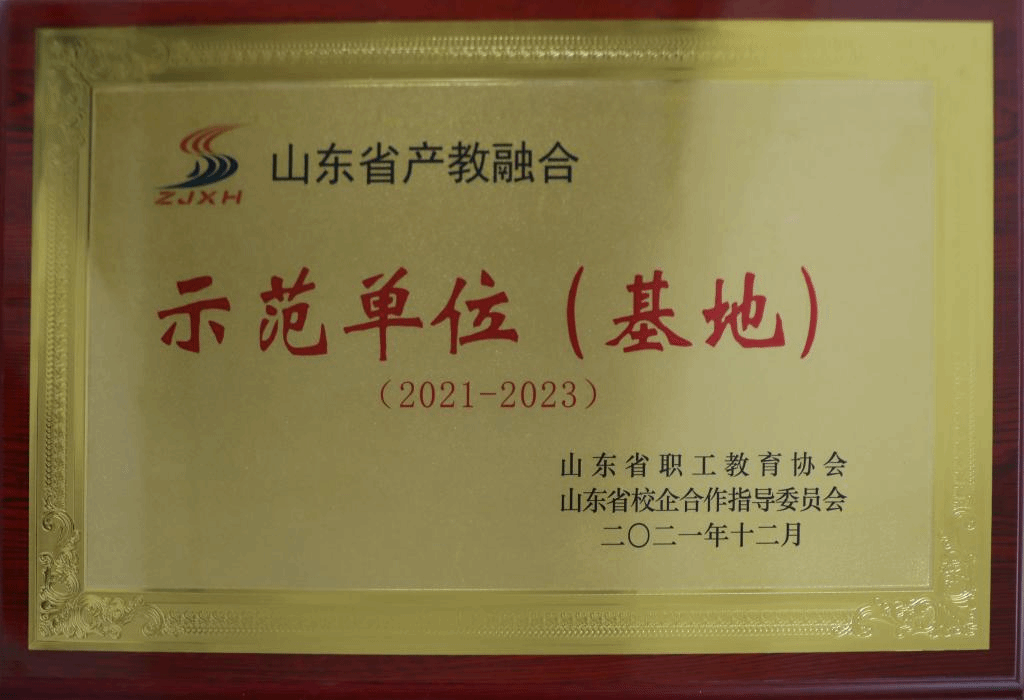 山东省产教融合
ZJXH
示范单位（基地）
（2021-2023）
山东省职工教育协会
山东省校企合作指导委员会
二〇二一年十二月